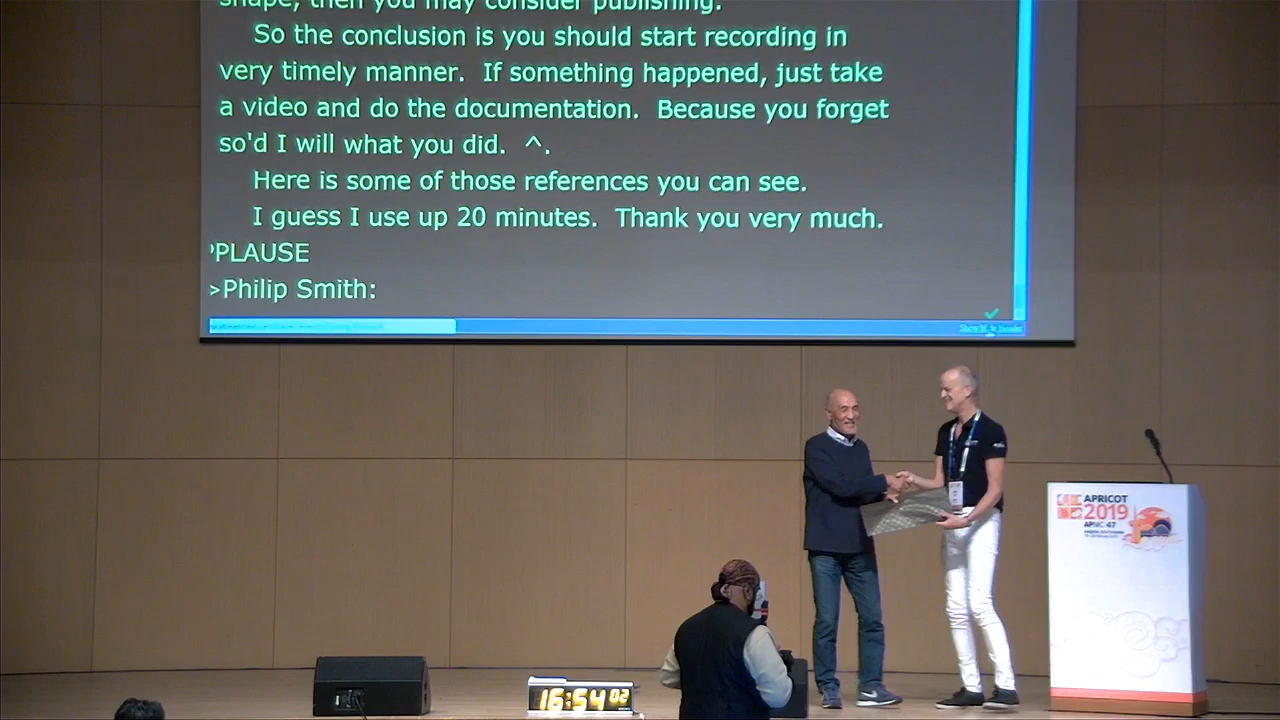 shape, then you may consider publishing.
So the conclusion is you should start recording in
very timely manner.  If something happened, just take
a video and do the documentation.  Because you forget
so'd I will what you did.  ^.
Here is some of those references you can see.
I guess I use up 20 minutes.  Thank you very much.
'PLAUSE
>Philip Smith:
APRICOT
2019
APNIC 47
16:54 02